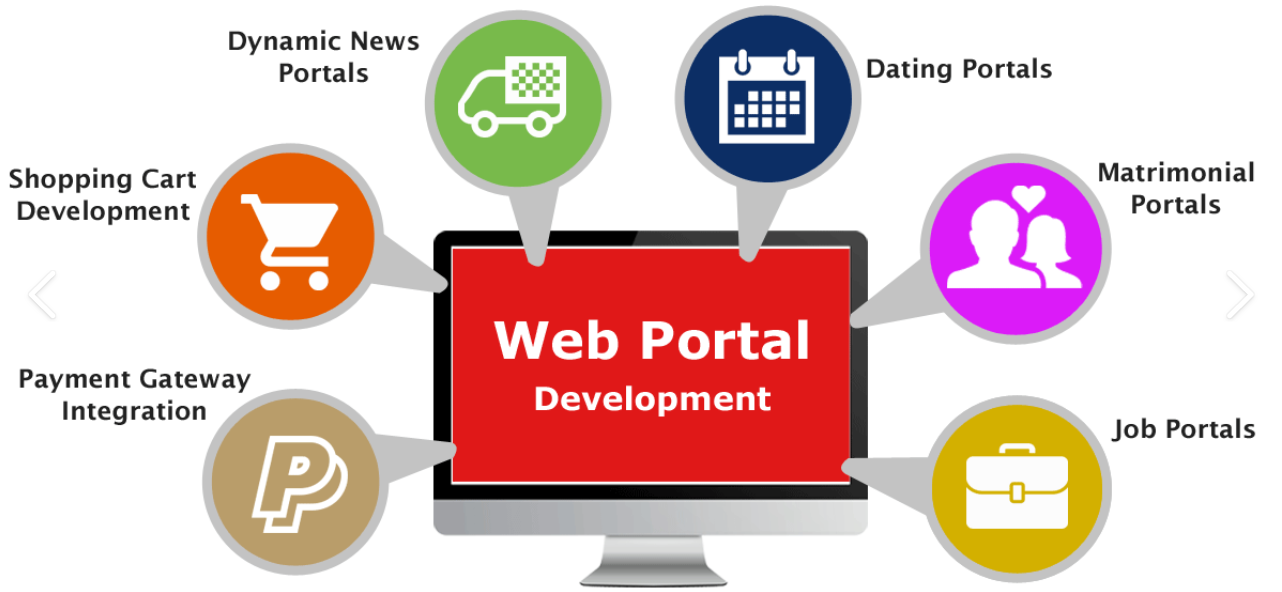 Dynamic News
Portals
Dating Portals
Shopping Cart
Development
Matrimonial
Portals
Web Portal
Development
Payment Gateway
Integration
Job Portals